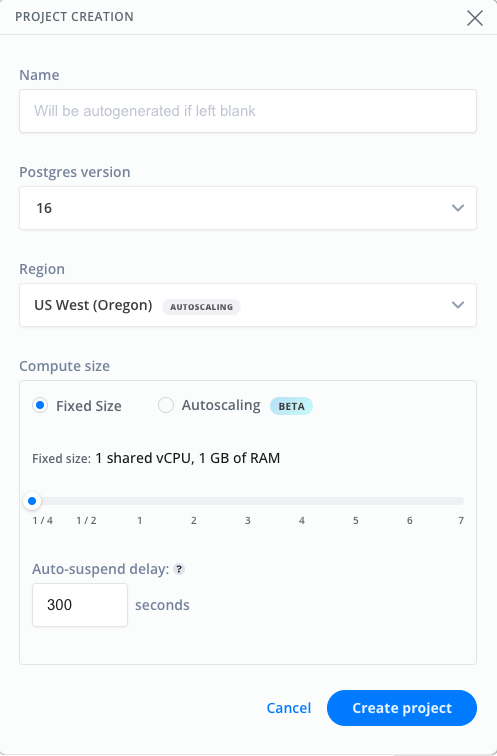 PROJECT CREATION
Name
Will be autogenerated if left blank
Postgres version
16
Region
US West (Oregon) AUTOSCALING
Compute size
Fixed Size Autoscaling BETA
Fixed size: 1 shared vCPU, 1 GB of RAM
1 / 4 1 / 2 1 2 3 4 5 6 7
Auto-suspend delay: ?
300 seconds
Cancel Create project